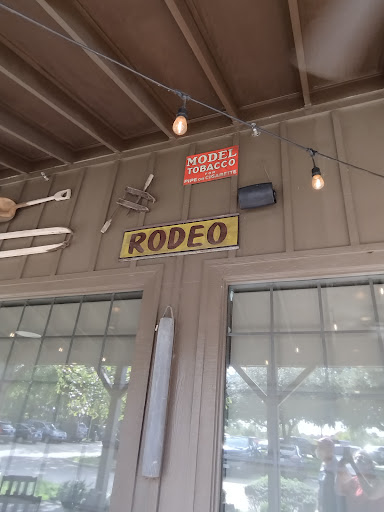 MODEL
TOBACCO
FOR
PIPE OR CIGARETTE
RODEO